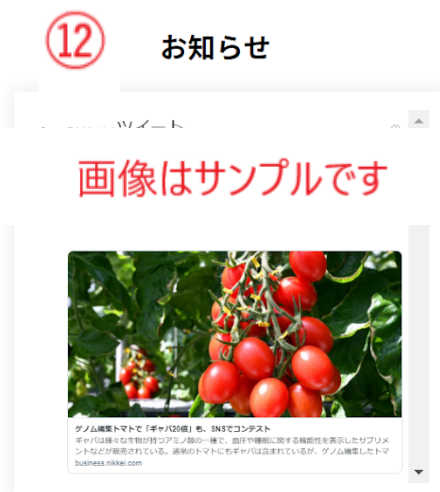 ⑫
お知らせ
ツイート
画像はサンプルです
ゲノム編集トマトで「ギャバ20倍」も、SNSでコンテスト
ギャバは様々な生物が持つアミノ酸の一種で、血圧や睡眠に関する機能性を表示したサプリメ
ントなどが販売されている。通常のトマトにもギャバは含まれているが、ゲノム編集したトマ
business.nikkei.com